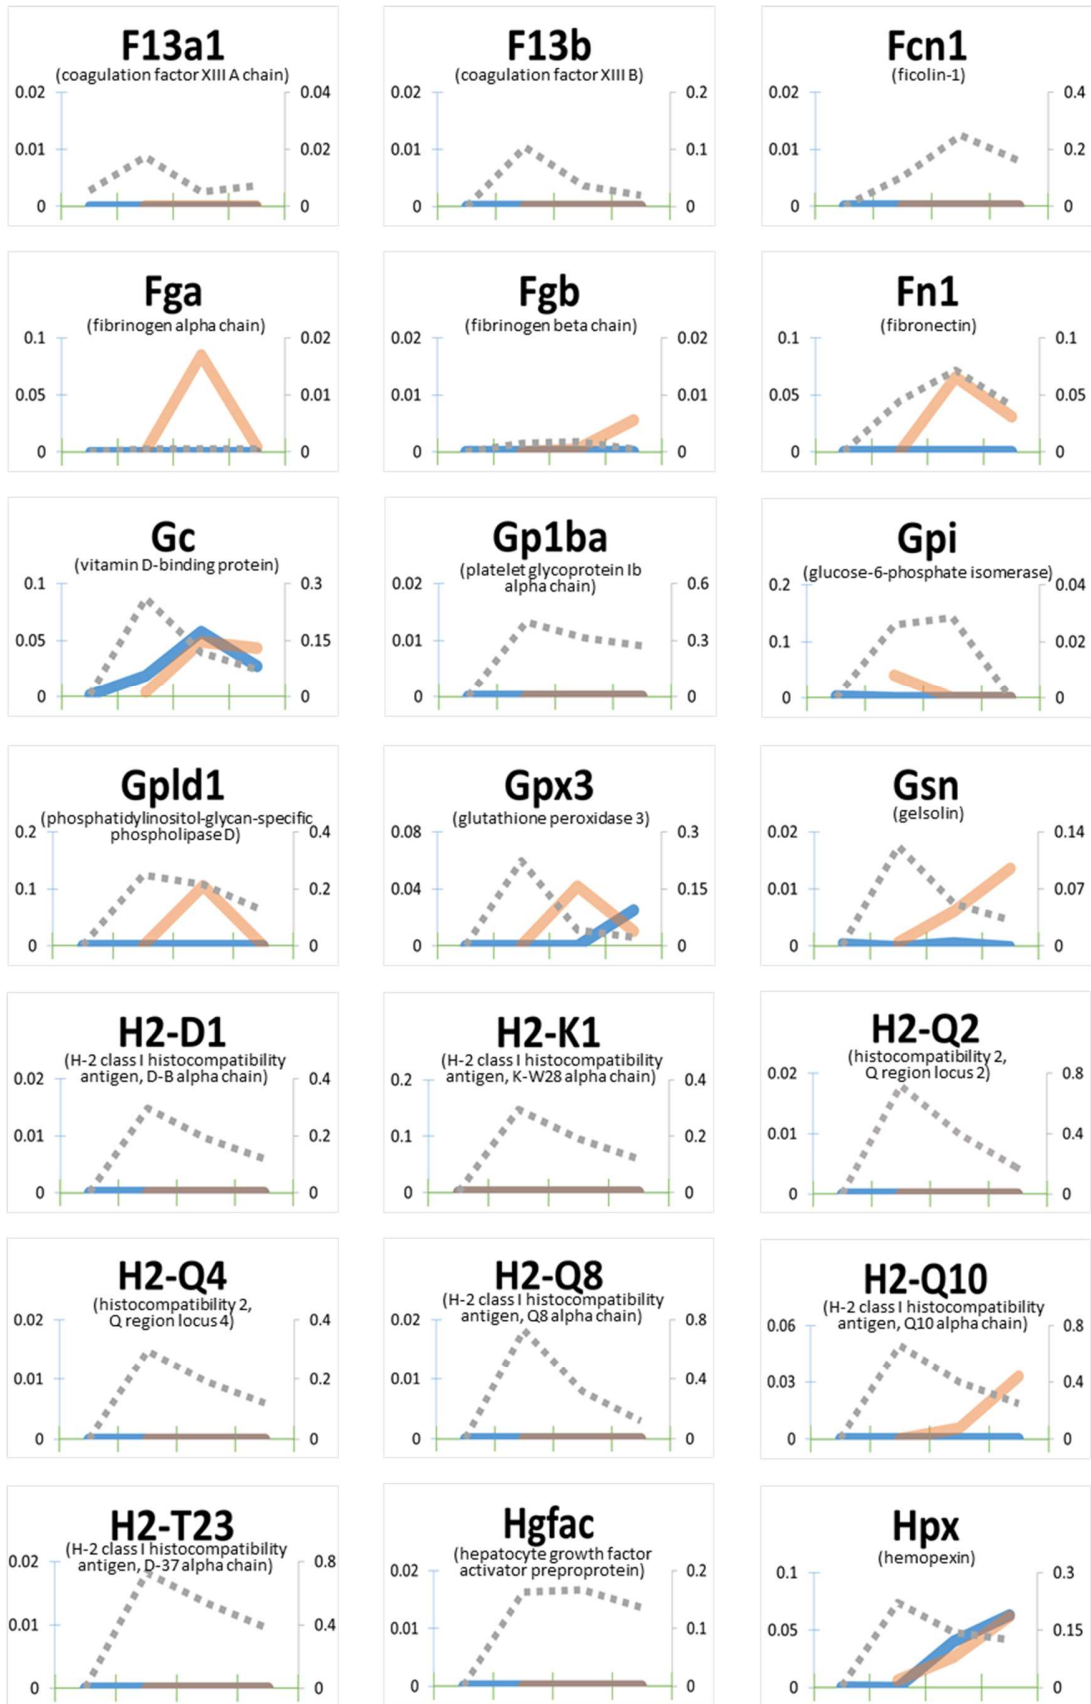 F13a1
(coagulation factor XIII A chain)
0.02 0.04
0.01 0.02
0 0
F13b
(coagulation factor XIII B)
0.02 0.2
0.01 0.1
0 0
Fcn1
(ficolin-1)
0.02 0.4
0.01 0.2
0 0
Fga
(fibrinogen alpha chain)
0.1 0.02
0.05 0.01
0 0
Fgb
(fibrinogen beta chain)
0.02 0.02
0.01 0.01
0 0
Fn1
(fibronectin)
0.1 0.1
0.05 0.05
0 0
Gc
(vitamin D-binding protein)
0.1 0.3
0.05 0.15
0 0
Gp1ba
(platelet glycoprotein Ib
alpha chain)
0.02 0.6
0.01 0.3
0 0
Gpi
(glucose-6-phosphate isomerase)
0.2 0.04
0.1 0.02
0 0
Gpld1
(phosphatidylinositol-glycan-specific
phospholipase D)
0.2 0.4
0.1 0.2
0 0
Gpx3
(glutathione peroxidase 3)
0.08 0.3
0.04 0.15
0 0
Gsn
(gelsolin)
0.02 0.14
0.01 0.07
0 0
H2-D1
(H-2 class I histocompatibility
antigen, D-B alpha chain)
0.02 0.4
0.01 0.2
0 0
H2-K1
(H-2 class I histocompatibility
antigen, K-W28 alpha chain)
0.2 0.4
0.1 0.2
0 0
H2-Q2
(histocompatibility 2,
Q region locus 2)
0.02 0.8
0.01 0.4
0 0
H2-Q4
(histocompatibility 2,
Q region locus 4)
0.02 0.4
0.01 0.2
0 0
H2-Q8
(H-2 class I histocompatibility
antigen, Q8 alpha chain)
0.02 0.8
0.01 0.4
0 0
H2-Q10
(H-2 class I histocompatibility
antigen, Q10 alpha chain)
0.06 0.8
0.03 0.4
0 0
H2-T23
(H-2 class I histocompatibility
antigen, D-37 alpha chain)
0.02 0.8
0.01 0.4
0 0
Hgfac
(hepatocyte growth factor
activator preproprotein)
0.02 0.2
0.01 0.1
0 0
Hpx
(hemopexin)
0.1 0.3
0.05 0.15
0 0